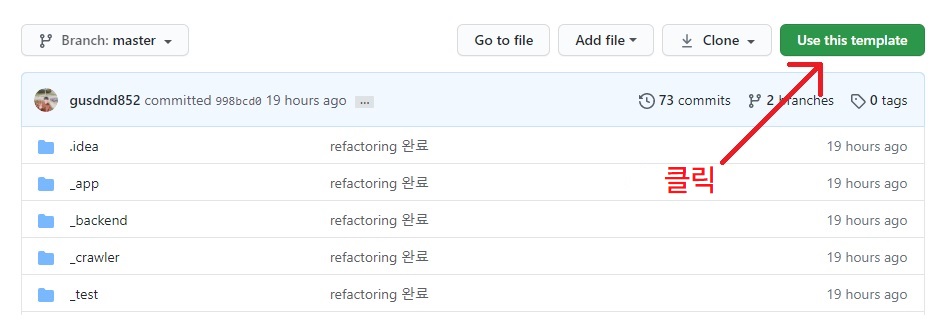 Branch: master Go to file Add file Clone Use this template
gusdnd852 committed 998bcd0 19 hours ago ... 73 commits 2 branches 0 tags
.idea refactoring 완료 19 hours ago
_app refactoring 완료 19 hours ago
클릭
_backend refactoring 완료 19 hours ago
_crawler refactoring 완료 19 hours ago
_test refactoring 완료 19 hours ago